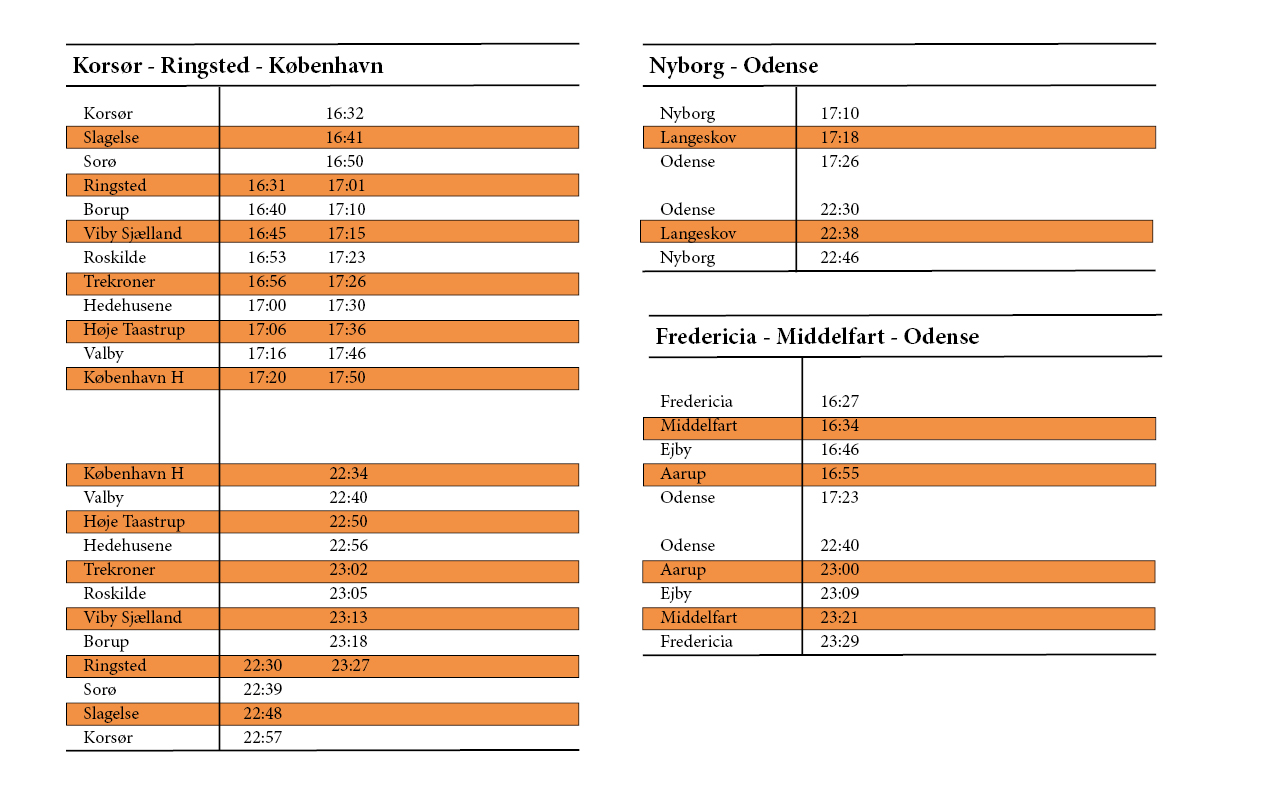 Korsør - Ringsted - København
Korsør 16:32
Slagelse 16:41
Sorø 16:50
Ringsted 16:31 17:01
Borup 16:40 17:10
Viby Sjælland 16:45 17:15
Roskilde 16:53 17:23
Trekroner 16:56 17:26
Hedehusene 17:00 17:30
Høje Taastrup 17:06 17:36
Valby 17:16 17:46
København H 17:20 17:50
København H 22:34
Valby 22:40
Høje Taastrup 22:50
Hedehusene 22:56
Trekroner 23:02
Roskilde 23:05
Viby Sjælland 23:13
Borup 23:18
Ringsted 22:30 23:27
Sorø 22:39
Slagelse 22:48
Korsør 22:57
Nyborg - Odense
Nyborg 17:10
Langeskov 17:18
Odense 17:26
Odense 22:30
Langeskov 22:38
Nyborg 22:46
Fredericia - Middelfart - Odense
Fredericia 16:27
Middelfart 16:34
Ejby 16:46
Aarup 16:55
Odense 17:23
Odense 22:40
Aarup 23:00
Ejby 23:09
Middelfart 23:21
Fredericia 23:29